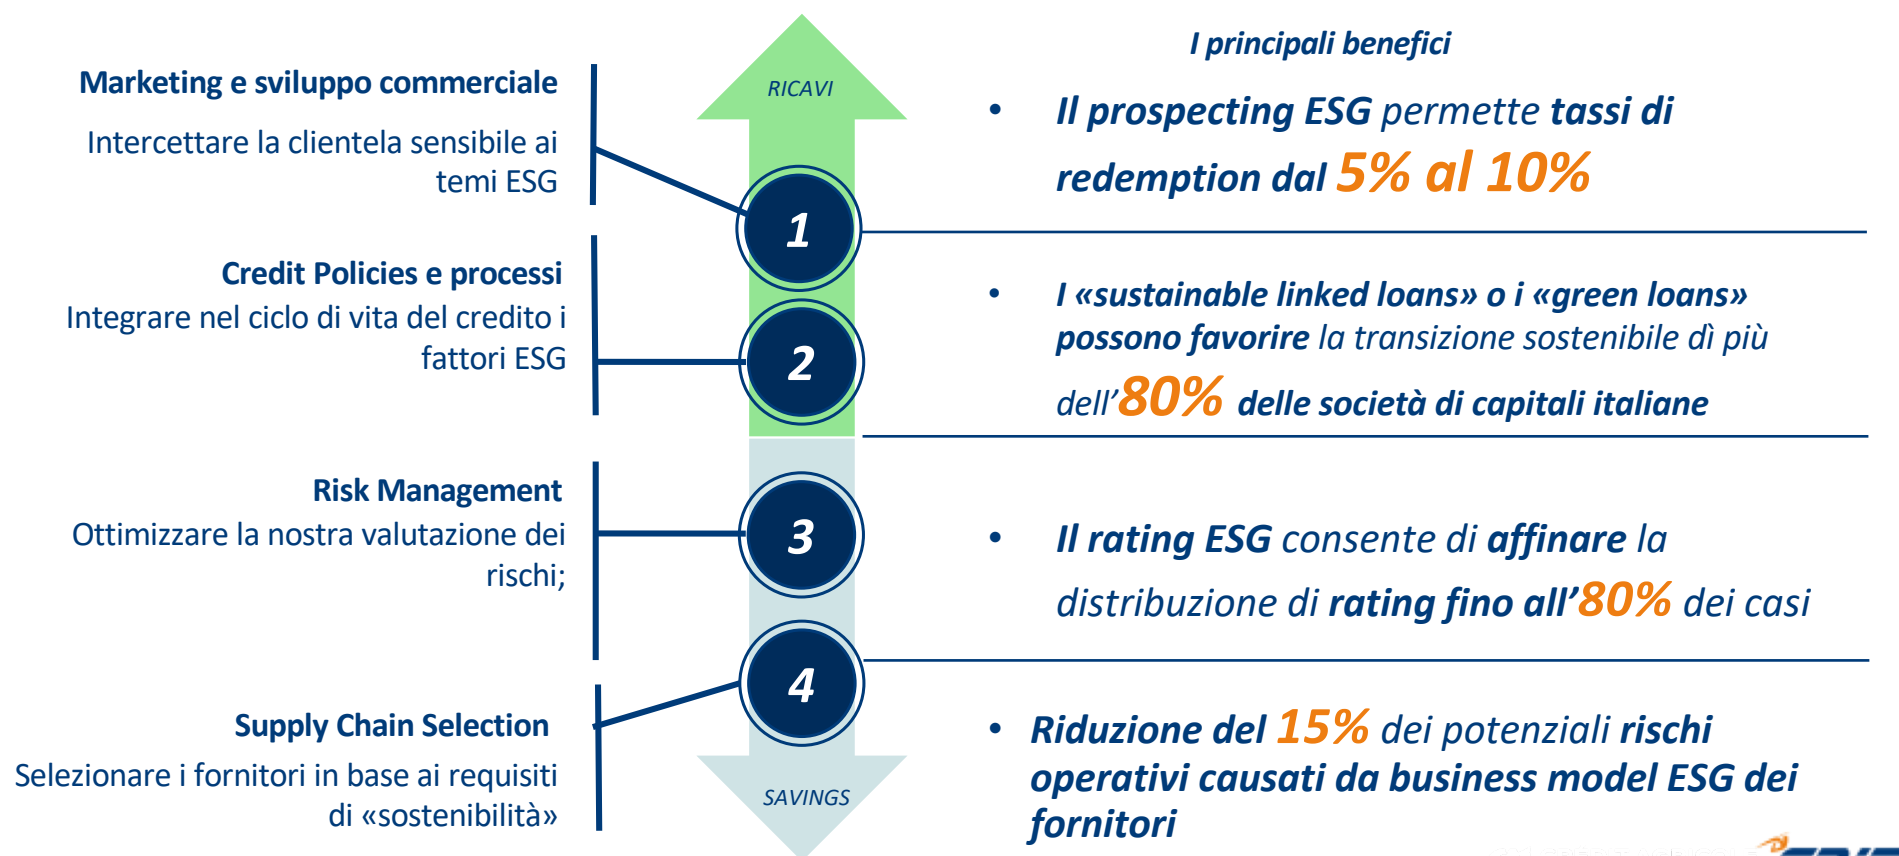 I principali benefici
Marketing e sviluppo commerciale
Intercettare la clientela sensibile ai
temi ESG
RICAVI
1
• Il prospecting ESG permette tassi di
redemption dal 5% al 10%
Credit Policies e processi
Integrare nel ciclo di vita del credito i
fattori ESG
2
• I «sustainable linked loans» o i «green loans»
possono favorire la transizione sostenibile dì più
dell’80% delle società di capitali italiane
Risk Management
Ottimizzare la nostra valutazione dei
rischi;
3
• Il rating ESG consente di affinare la
distribuzione di rating fino all’80% dei casi
Supply Chain Selection
Selezionare i fornitori in base ai requisiti
di «sostenibilità»
4
SAVINGS
• Riduzione del 15% dei potenziali rischi
operativi causati da business model ESG dei
fornitori